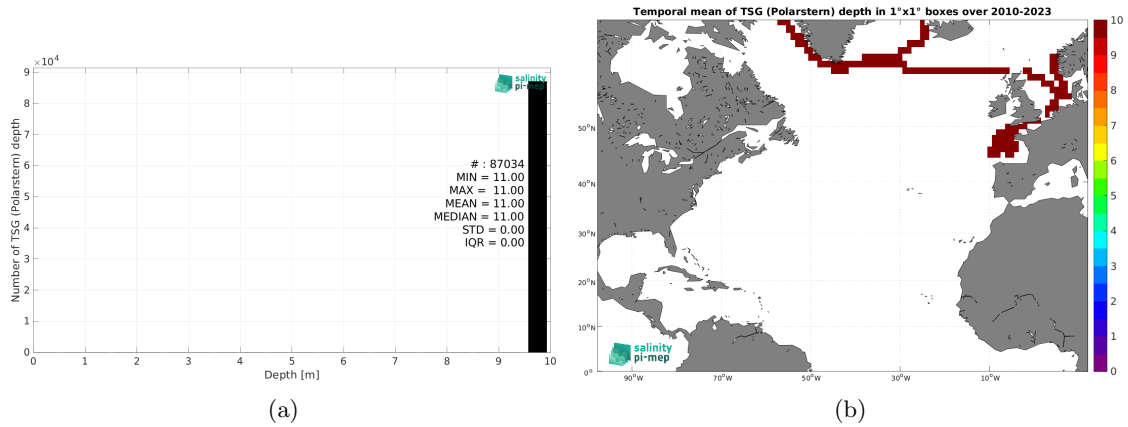 Temporal mean of TSG (Polarstern) depth in 1°x1° boxes over 2010-2023
×10⁴
9
8
7
6
5
4
3
2
1
0
Number of TSG (Polarstern) depth
salinity
pi-mep
# : 87034
MIN = 11.00
MAX = 11.00
MEAN = 11.00
MEDIAN = 11.00
STD = 0.00
IQR = 0.00
0 1 2 3 4 5 6 7 8 9 10
Depth [m]
(a)
50°N
40°N
30°N
20°N
10°N
0°
90°W 70°W 50°W 30°W 10°W
salinity
pi-mep
10
9
8
7
6
5
4
3
2
1
0
(b)